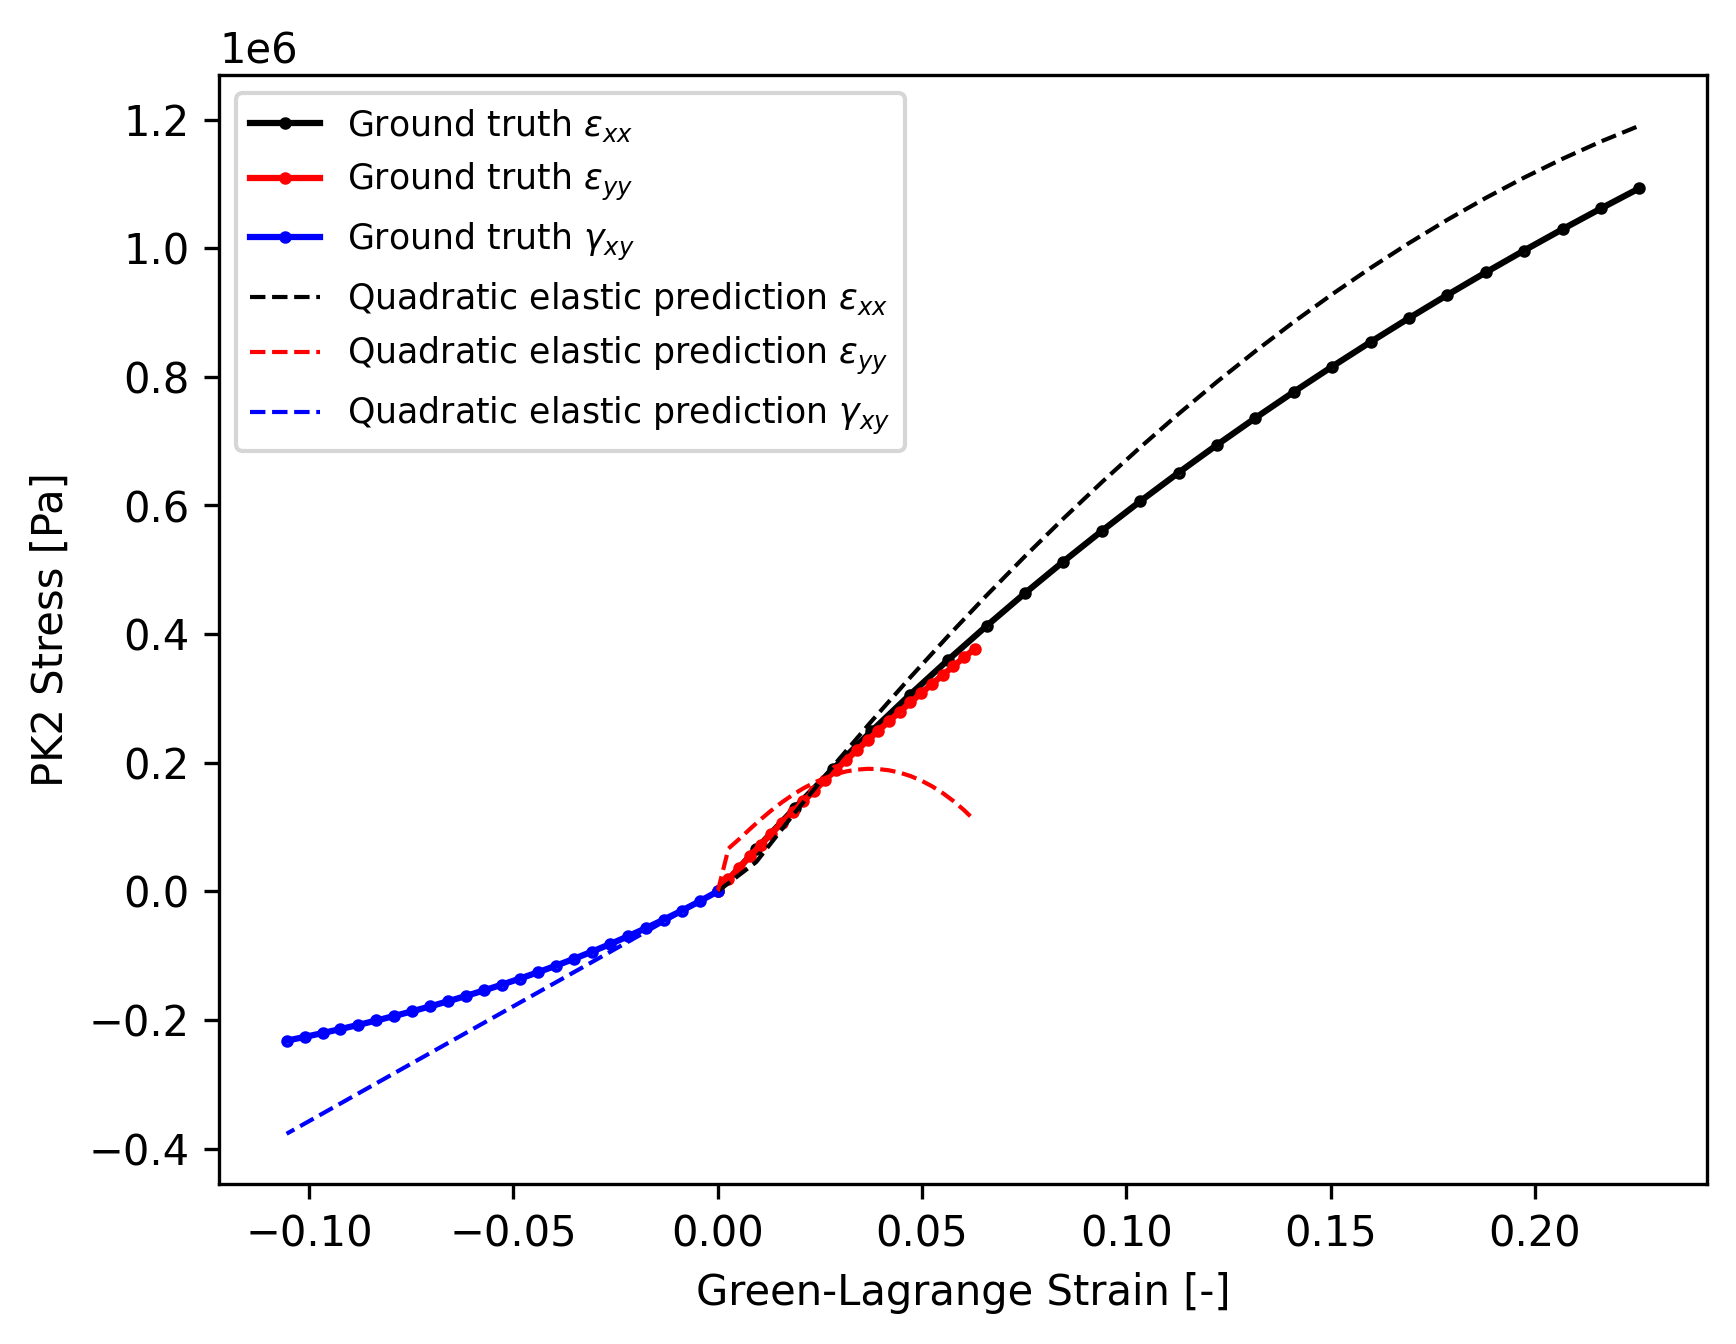 1e6
1.2
1.0
0.8
0.6
0.4
0.2
0.0
−0.2
−0.4
PK2 Stress [Pa]
Ground truth εxx
Ground truth εyy
Ground truth γxy
Quadratic elastic prediction εxx
Quadratic elastic prediction εyy
Quadratic elastic prediction γxy
−0.10 −0.05 0.00 0.05 0.10 0.15 0.20
Green-Lagrange Strain [-]